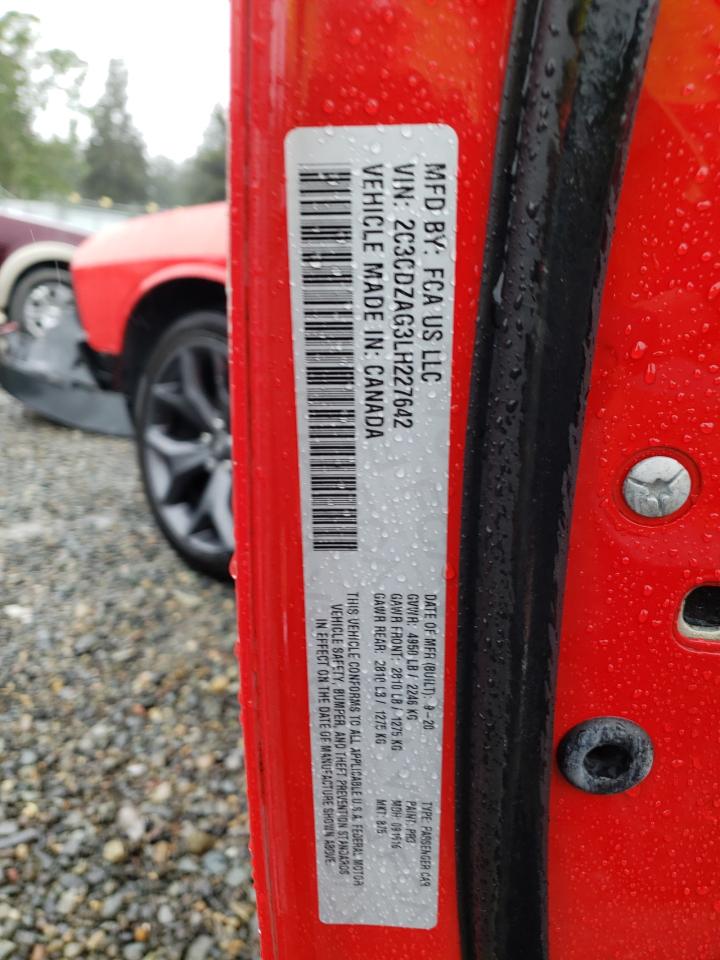 MFD BY: FCA US LLC
VIN: 2C3CDZAG3LH227642
VEHICLE MADE IN: CANADA
DATE OF MFR (BUILT): 9-20
GVWR: 4950 LB / 2246 KG
GAWR FRONT: 2810 LB / 1275 KG
GAWR REAR: 2810 LB / 1275 KG
TYPE: PASSENGER CAR
MDH: 091516
PAINT: PR3
MKT:
THIS VEHICLE CONFORMS TO ALL APPLICABLE U.S.A. FEDERAL MOTOR
VEHICLE SAFETY, BUMPER, AND THEFT PREVENTION STANDARDS
IN EFFECT ON THE DATE OF MANUFACTURE SHOWN ABOVE.